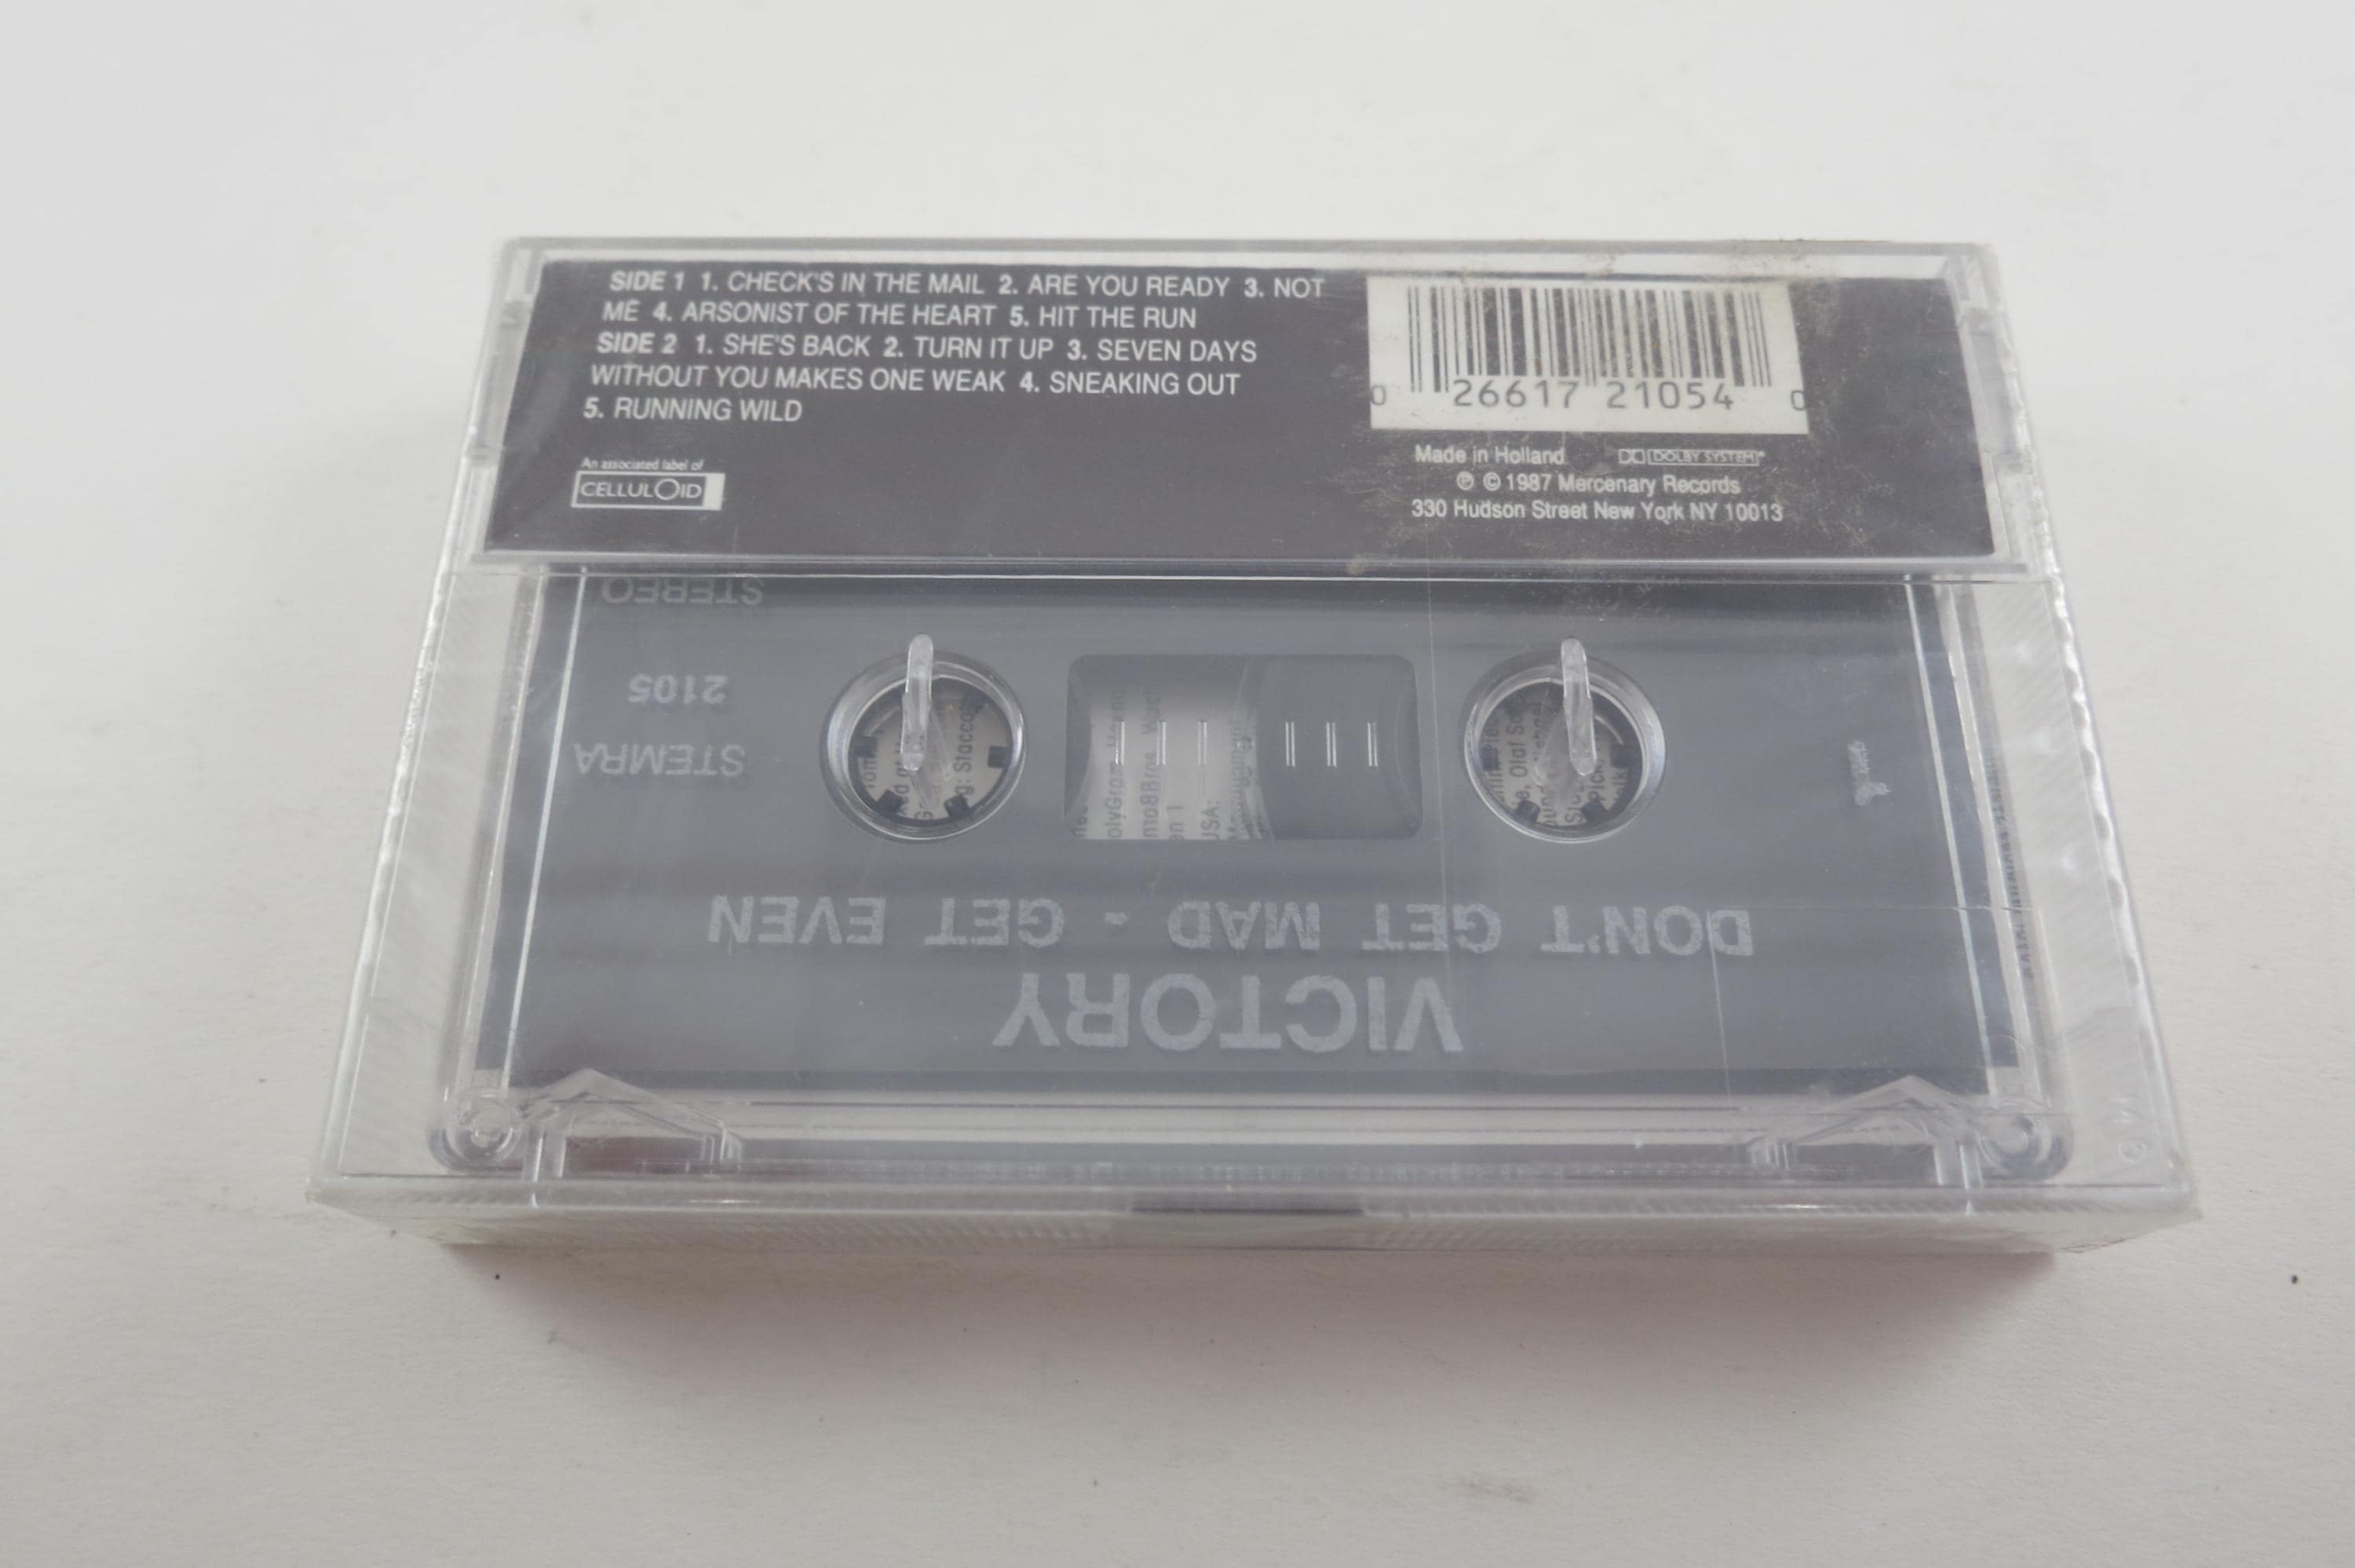 SIDE 1 1. CHECK'S IN THE MAIL 2. ARE YOU READY 3. NOT
ME 4. ARSONIST OF THE HEART 5. HIT THE RUN
SIDE 2 1. SHE'S BACK 2. TURN IT UP 3. SEVEN DAYS
WITHOUT YOU MAKES ONE WEAK 4. SNEAKING OUT
5. RUNNING WILD
An associated label of
CELLULOID
0 26617 21054 0
Made in Holland DOLBY SYSTEM
℗ © 1987 Mercenary Records
330 Hudson Street New York NY 10013
VICTORY
DON'T GET MAD - GET EVEN
STEMRA
2105
STEREO